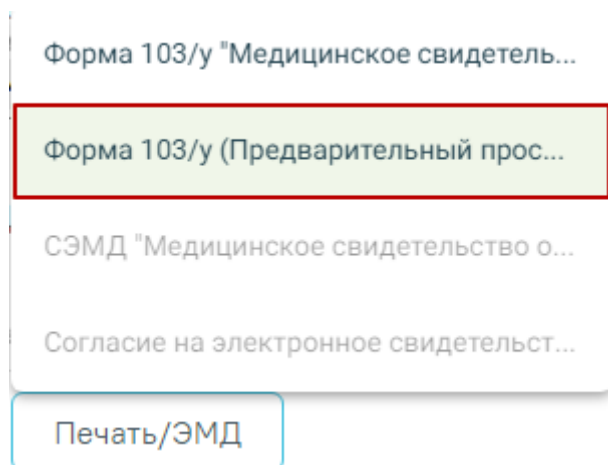 Форма 103/у "Медицинское свидетель...
Форма 103/у (Предварительный прос...
СЭМД "Медицинское свидетельство о...
Согласие на электронное свидетельст...
Печать/ЭМД